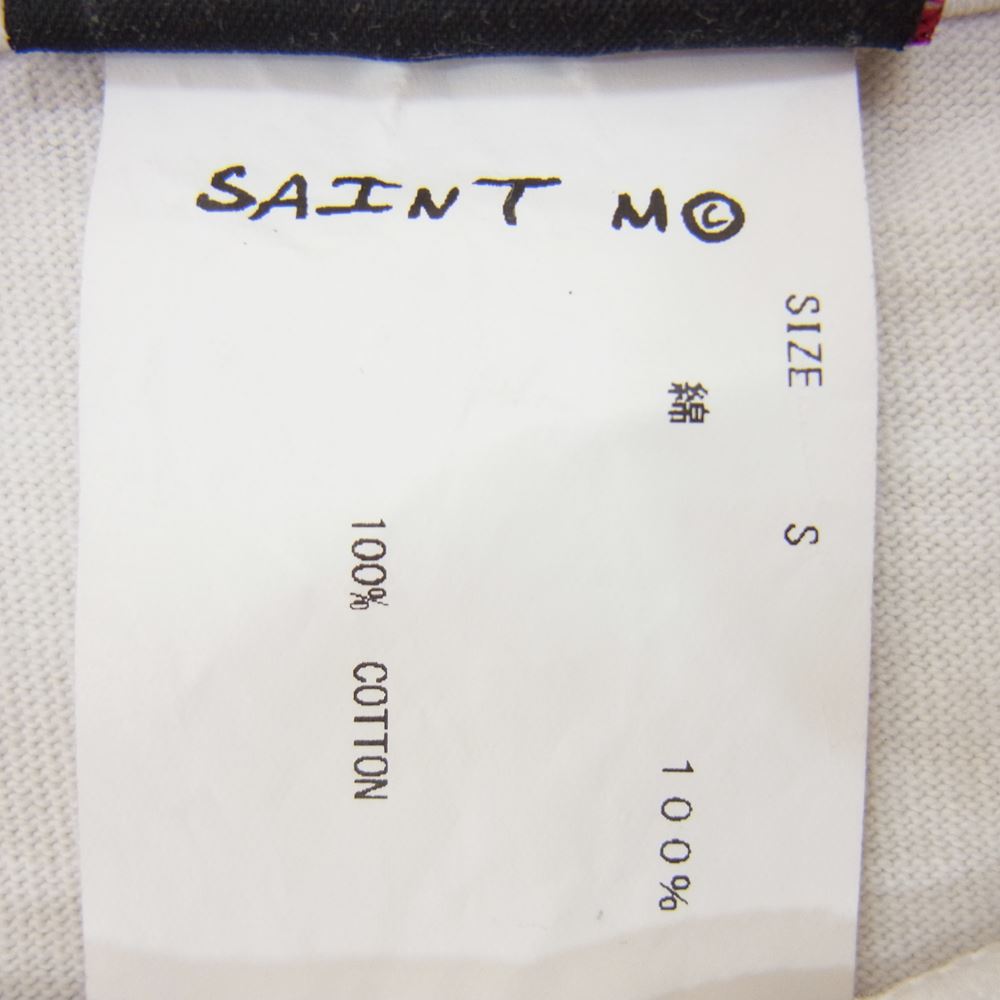 SAINT M©
SIZE S
綿 100%
100% COTTON